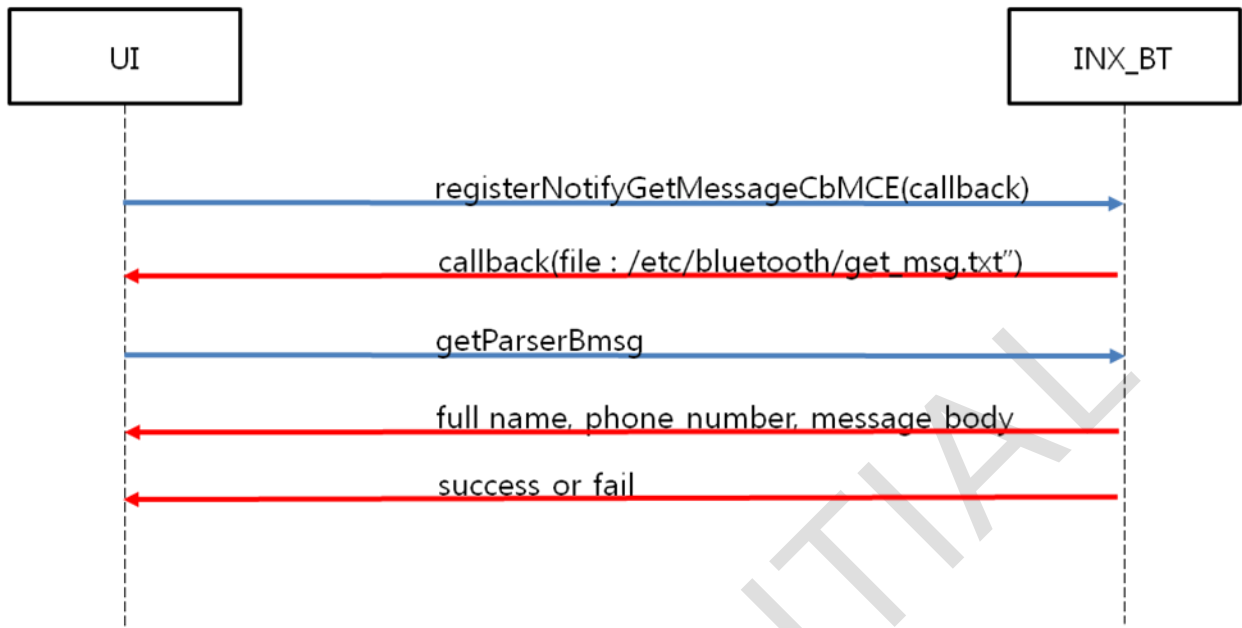 UI
INX_BT
registerNotifyGetMessageCbMCE(callback)
callback(file : /etc/bluetooth/get_msg.txt”)
getParserBmsg
full name, phone number, message body
success or fail
NTIAL